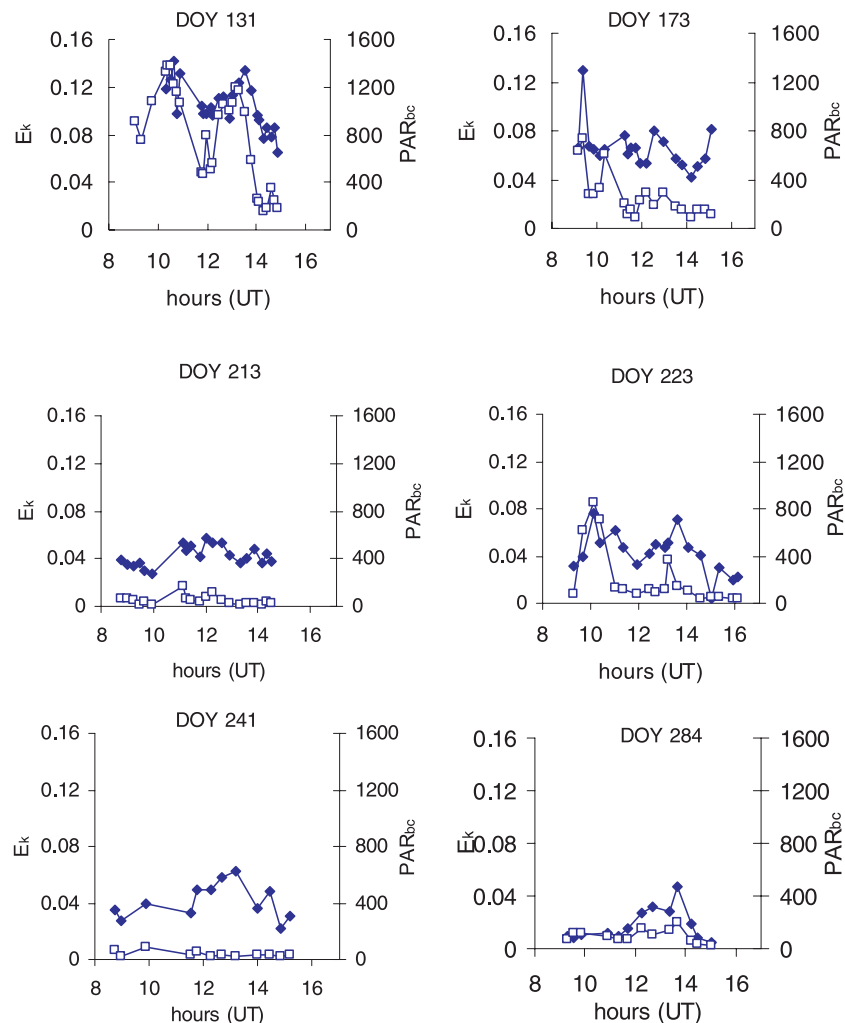 DOY 131
0.16
0.12
0.08
0.04
0
Ek
1600
1200
800
400
0
PARbc
8 10 12 14 16
hours (UT)
DOY 173
0.16
0.12
0.08
0.04
0
Ek
1600
1200
800
400
0
PARbc
8 10 12 14 16
hours (UT)
DOY 213
0.16
0.12
0.08
0.04
0
Ek
1600
1200
800
400
0
PARbc
8 10 12 14 16
hours (UT)
DOY 223
0.16
0.12
0.08
0.04
0
Ek
1600
1200
800
400
0
PARbc
8 10 12 14 16
hours (UT)
DOY 241
0.16
0.12
0.08
0.04
0
Ek
1600
1200
800
400
0
PARbc
8 10 12 14 16
hours (UT)
DOY 284
0.16
0.12
0.08
0.04
0
Ek
1600
1200
800
400
0
PARbc
8 10 12 14 16
hours (UT)